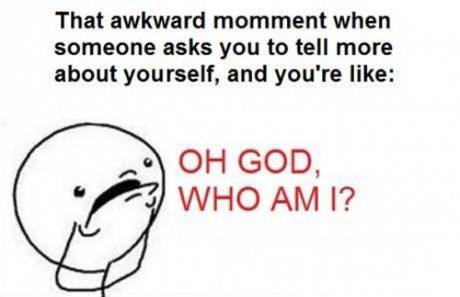 That awkward momment when
someone asks you to tell more
about yourself, and you're like:
OH GOD,
WHO AM I?